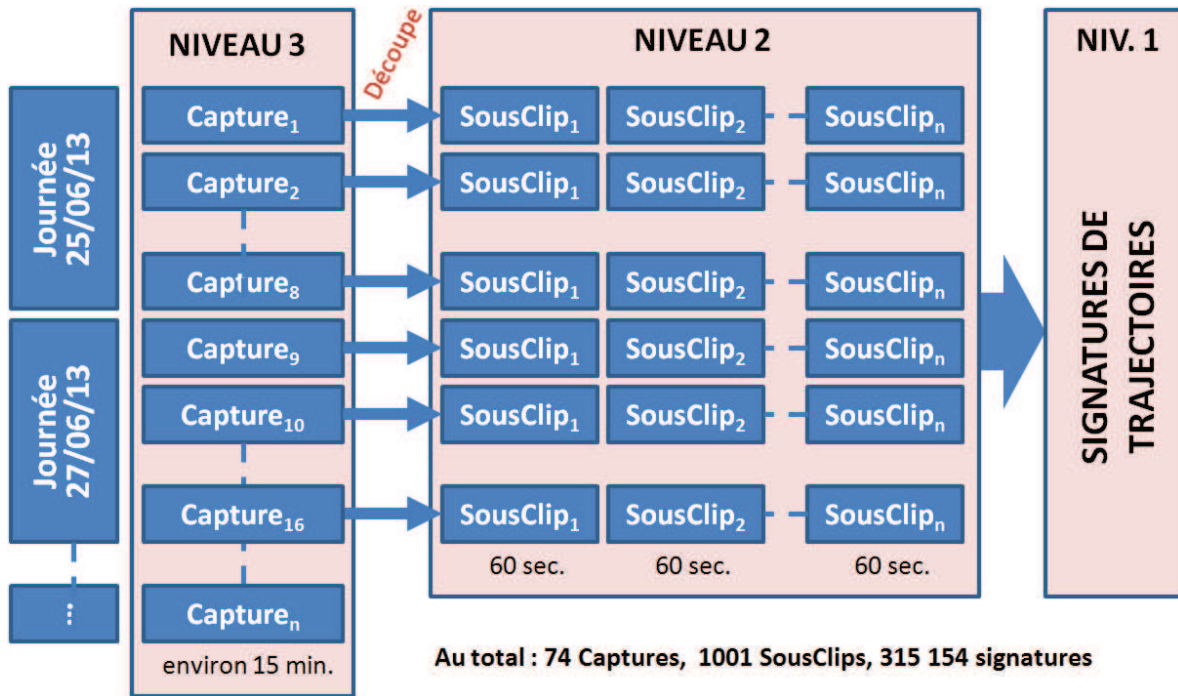 NIVEAU 3
Découpe
NIVEAU 2
NIV. 1
Journée
25/06/13
Capture1
SousClip1
SousClip2
SousClipn
Capture2
SousClip1
SousClip2
SousClipn
Capture8
SousClip1
SousClip2
SousClipn
Journée
27/06/13
Capture9
SousClip1
SousClip2
SousClipn
Capture10
SousClip1
SousClip2
SousClipn
Capture16
SousClip1
SousClip2
SousClipn
60 sec.
60 sec.
60 sec.
...
Capturen
environ 15 min.
SIGNATURES DE
TRAJECTOIRES
Au total : 74 Captures, 1001 SousClips, 315 154 signatures